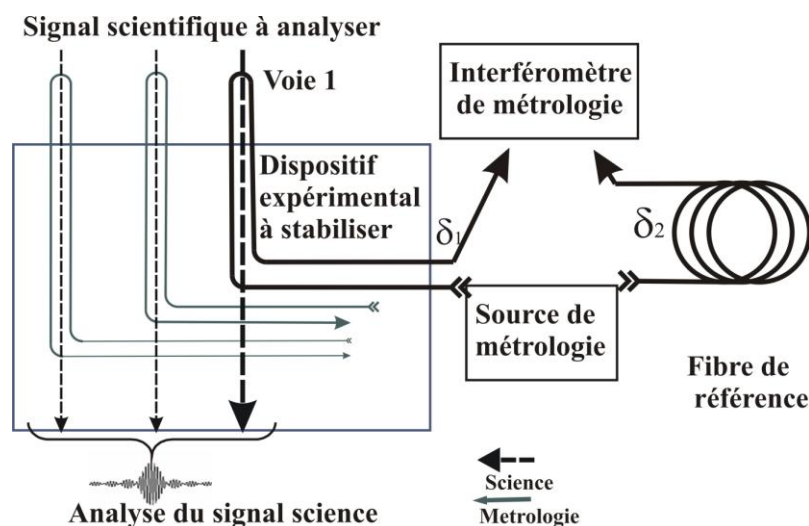 Signal scientifique à analyser
Voie 1
Interféromètre
de métrologie
Dispositif
expérimental
à stabiliser
δ1
δ2
Source de
métrologie
Fibre de
référence
Analyse du signal science
Science
Metrologie